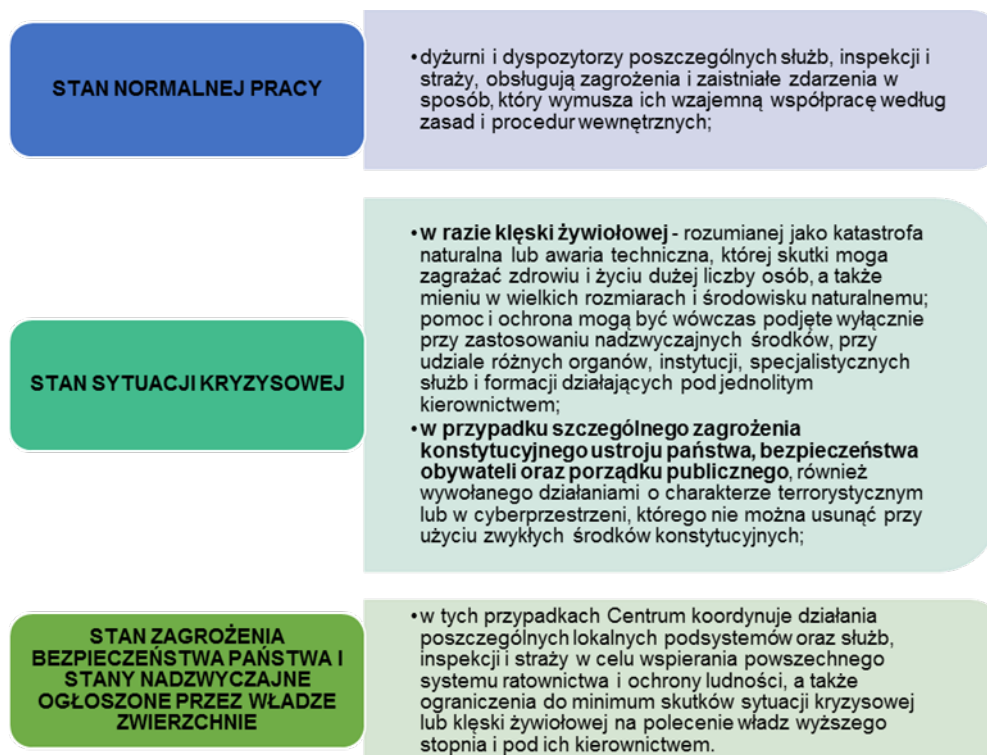 STAN NORMALNEJ PRACY
•dyżurni i dyspozytorzy poszczególnych służb, inspekcji i
straży, obsługują zagrożenia i zaistniałe zdarzenia w
sposób, który wymusza ich wzajemną współpracę według
zasad i procedur wewnętrznych;
STAN SYTUACJI KRYZYSOWEJ
•w razie klęski żywiołowej - rozumianej jako katastrofa
naturalna lub awaria techniczna, której skutki moga
zagrażać zdrowiu i życiu dużej liczby osób, a także
mieniu w wielkich rozmiarach i środowisku naturalnemu;
pomoc i ochrona mogą być wówczas podjęte wyłącznie
przy zastosowaniu nadzwyczajnych środków, przy
udziale różnych organów, instytucji, specjalistycznych
służb i formacji działających pod jednolitym
kierownictwem;
•w przypadku szczególnego zagrożenia
konstytucyjnego ustroju państwa, bezpieczeństwa
obywateli oraz porządku publicznego, również
wywołanego działaniami o charakterze terrorystycznym
lub w cyberprzestrzeni, którego nie można usunąć przy
użyciu zwykłych środków konstytucyjnych;
STAN ZAGROŻENIA
BEZPIECZEŃSTWA PAŃSTWA I
STANY NADZWYCZAJNE
OGŁOSZONE PRZEZ WŁADZE
ZWIERZCHNIE
•w tych przypadkach Centrum koordynuje działania
poszczególnych lokalnych podsystemów oraz służb,
inspekcji i straży w celu wspierania powszechnego
systemu ratownictwa i ochrony ludności, a także
ograniczenia do minimum skutków sytuacji kryzysowej
lub klęski żywiołowej na polecenie władz wyższego
stopnia i pod ich kierownictwem.